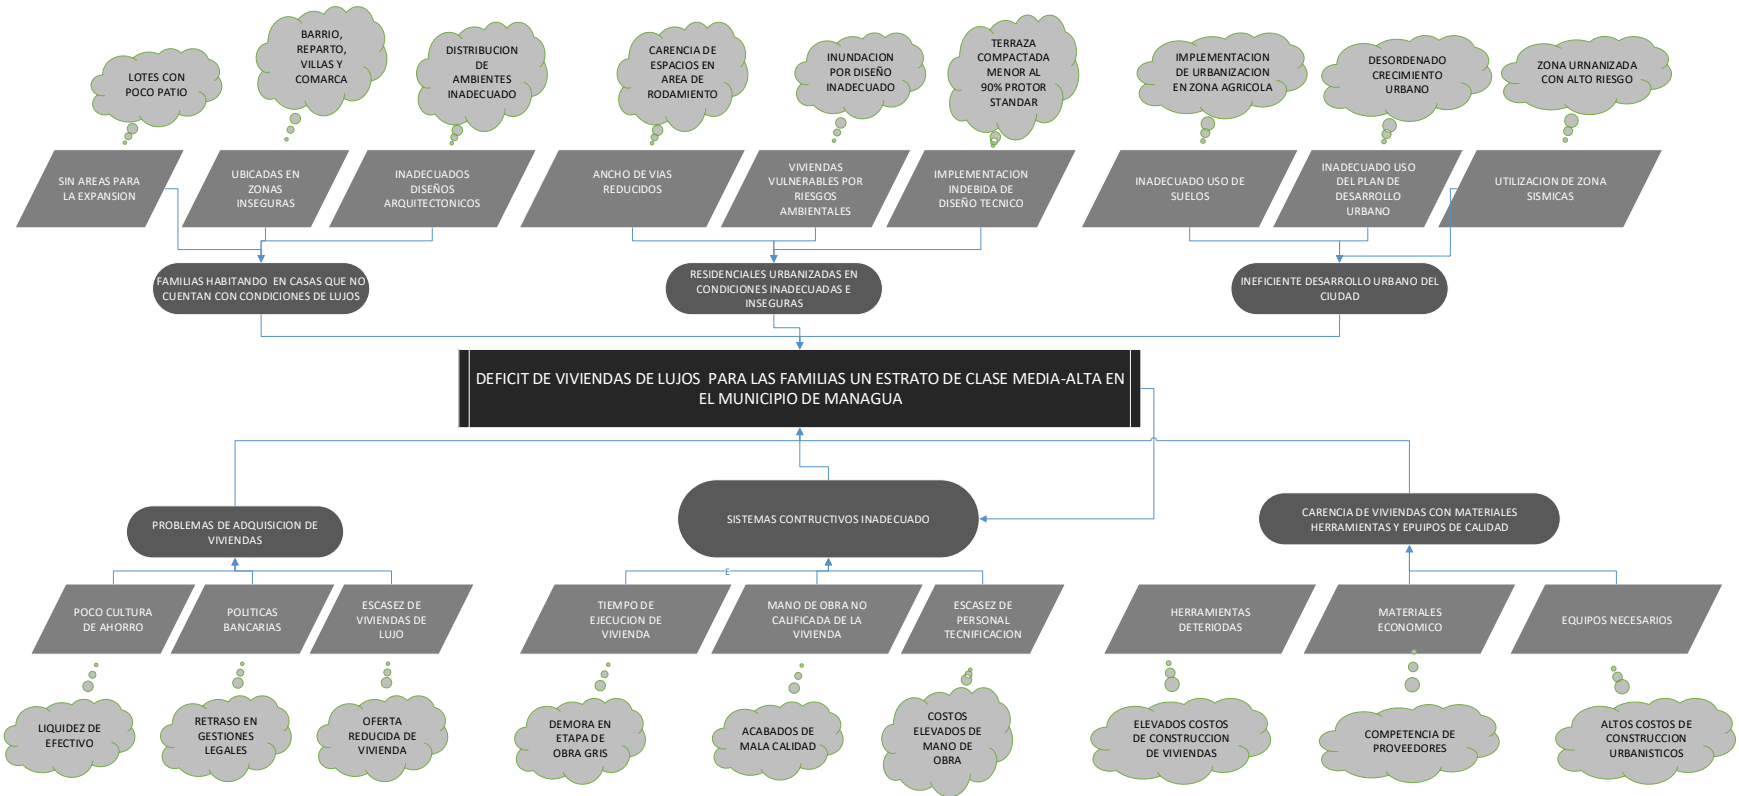 LOTES CON
POCO PATIO
BARRIO,
REPARTO,
VILLAS Y
COMARCA
DISTRIBUCION
DE
AMBIENTES
INADECUADO
CARENCIA DE
ESPACIOS EN
AREA DE
RODAMIENTO
INUNDACION
POR DISEÑO
INADECUADO
TERRAZA
COMPACTADA
MENOR AL
90% PROTOR
STANDAR
IMPLEMENTACION
DE URBANIZACION
EN ZONA AGRICOLA
DESORDENADO
CRECIMIENTO
URBANO
ZONA URNANIZADA
CON ALTO RIESGO
SIN AREAS PARA
LA EXPANSION
UBICADAS EN
ZONAS
INSEGURAS
INADECUADOS
DISEÑOS
ARQUITECTONICOS
ANCHO DE VIAS
REDUCIDOS
VIVIENDAS
VULNERABLES POR
RIESGOS
AMBIENTALES
IMPLEMENTACION
INDEBIDA DE
DISEÑO TECNICO
INADECUADO USO DE
SUELOS
INADECUADO USO
DEL PLAN DE
DESARROLLO
URBANO
UTILIZACION DE ZONA
SISMICAS
FAMILIAS HABITANDO  EN CASAS QUE NO
CUENTAN CON CONDICIONES DE LUJOS
RESIDENCIALES URBANIZADAS EN
CONDICIONES INADECUADAS E
INSEGURAS
INEFICIENTE DESARROLLO URBANO DEL
CIUDAD
DEFICIT DE VIVIENDAS DE LUJOS  PARA LAS FAMILIAS UN ESTRATO DE CLASE MEDIA-ALTA EN
EL MUNICIPIO DE MANAGUA
PROBLEMAS DE ADQUISICION DE
VIVIENDAS
SISTEMAS CONTRUCTIVOS INADECUADO
CARENCIA DE VIVIENDAS CON MATERIALES
HERRAMIENTAS Y EPUIPOS DE CALIDAD
E
POCO CULTURA
DE AHORRO
POLITICAS
BANCARIAS
ESCASEZ DE
VIVIENDAS DE
LUJO
TIEMPO DE
EJECUCION DE
VIVIENDA
MANO DE OBRA NO
CALIFICADA DE LA
VIVIENDA
ESCASEZ DE
PERSONAL
TECNIFICACION
HERRAMIENTAS
DETERIODAS
MATERIALES
ECONOMICO
EQUIPOS NECESARIOS
LIQUIDEZ DE
EFECTIVO
RETRASO EN
GESTIONES
LEGALES
OFERTA
REDUCIDA DE
VIVIENDA
DEMORA EN
ETAPA DE
OBRA GRIS
ACABADOS DE
MALA CALIDAD
COSTOS
ELEVADOS DE
MANO DE
OBRA
ELEVADOS COSTOS
DE CONSTRUCCION
DE VIVIENDAS
COMPETENCIA DE
PROVEEDORES
ALTOS COSTOS DE
CONSTRUCCION
URBANISTICOS